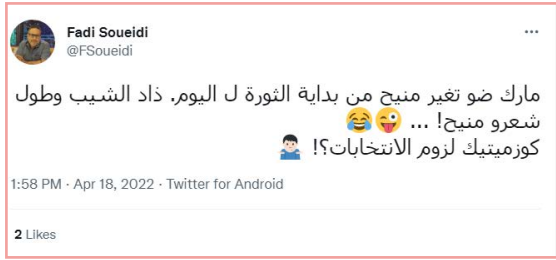 Fadi Soueidi
@FSoueidi
مارك ضو تغير منيح من بداية الثورة ل اليوم. ذاد الشيب وطول
شعرو منيح! ... 😜😂
كوزميتيك لزوم الانتخابات؟! 🤷🏻‍♂️
1:58 PM · Apr 18, 2022 · Twitter for Android
2 Likes